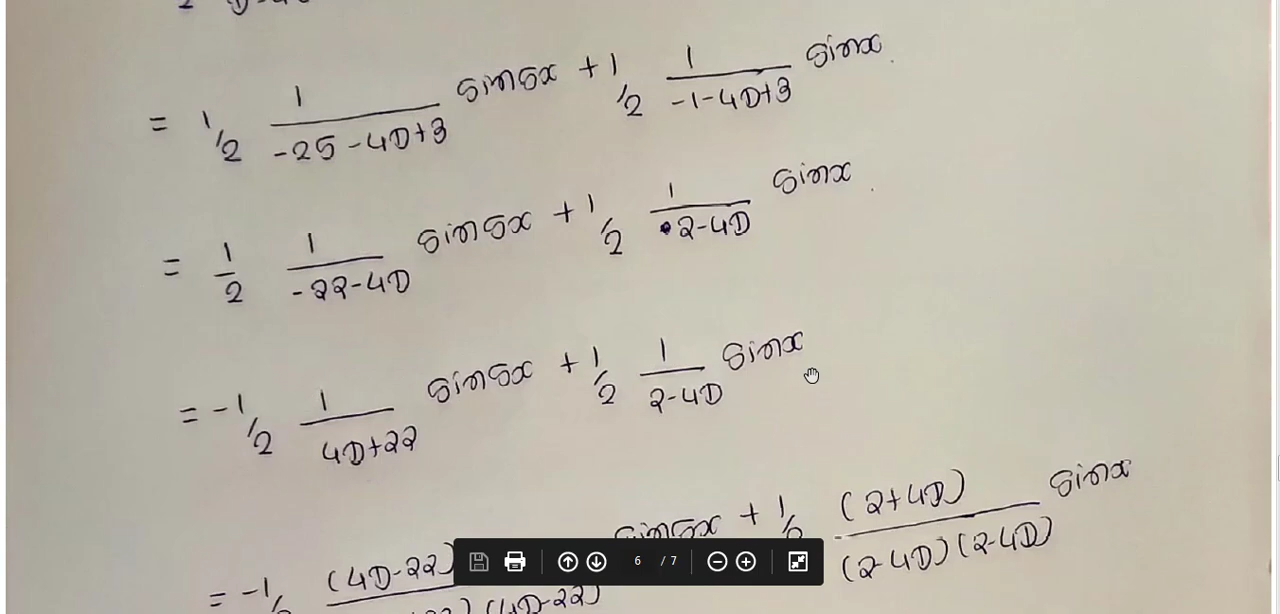 = 1/2 1/(-25-4D+3) sin5x + 1/2 1/(-1-4D+3) sinx
= 1/2 1/(-22-4D) sin5x + 1/2 1/(2-4D) sinx
= -1/2 1/(4D+22) sin5x + 1/2 1/(2-4D) sinx
= -1/2 (4D-22) (4D-22) sin5x + 1/2 (2+4D)/((2-4D)(2-4D)) sinx
6 / 7